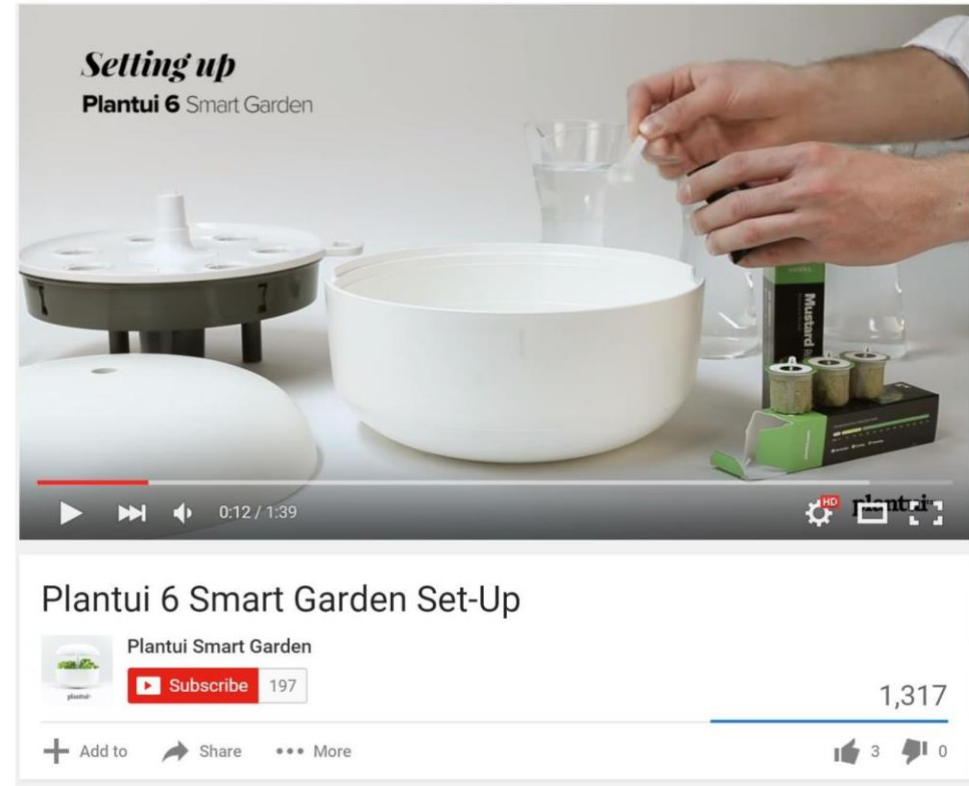 Setting up
Plantui 6 Smart Garden
Mustard
0:12 / 1:39
HD
plantui
Plantui 6 Smart Garden Set-Up
Plantui Smart Garden
plantui
Subscribe 197
1,317
Add to Share More
3 0